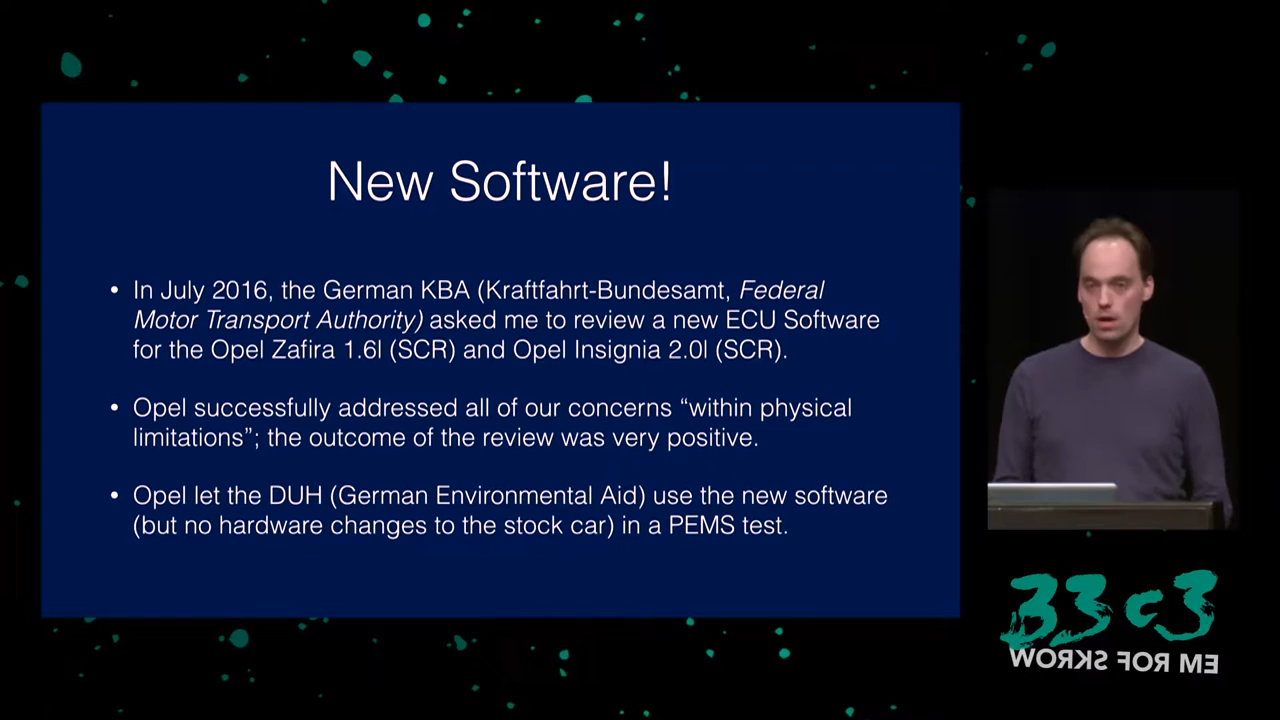 New Software!
• In July 2016, the German KBA (Kraftfahrt-Bundesamt, Federal
Motor Transport Authority) asked me to review a new ECU Software
for the Opel Zafira 1.6l (SCR) and Opel Insignia 2.0l (SCR).
• Opel successfully addressed all of our concerns “within physical
limitations”; the outcome of the review was very positive.
• Opel let the DUH (German Environmental Aid) use the new software
(but no hardware changes to the stock car) in a PEMS test.
33c3
WORKS FOR ME